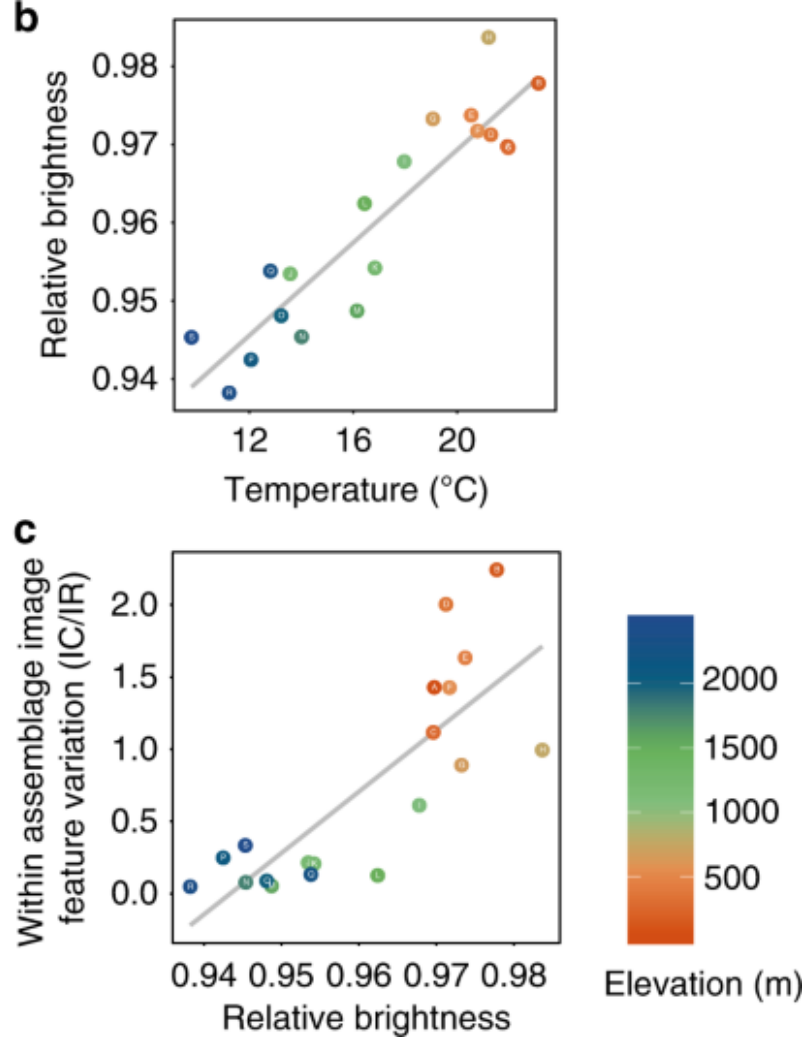 b
Relative brightness
0.98
0.97
0.96
0.95
0.94
H
B
E
F
D
G
A
I
L
K
Q
J
O
M
N
S
P
R
12
16
20
Temperature (°C)
c
Within assemblage image
feature variation (IC/IR)
2.0
1.5
1.0
0.5
0.0
B
D
E
A
F
C
H
G
I
S
P
K
Q
L
N
R
0.94 0.95 0.96 0.97 0.98
Relative brightness
2000
1500
1000
500
Elevation (m)